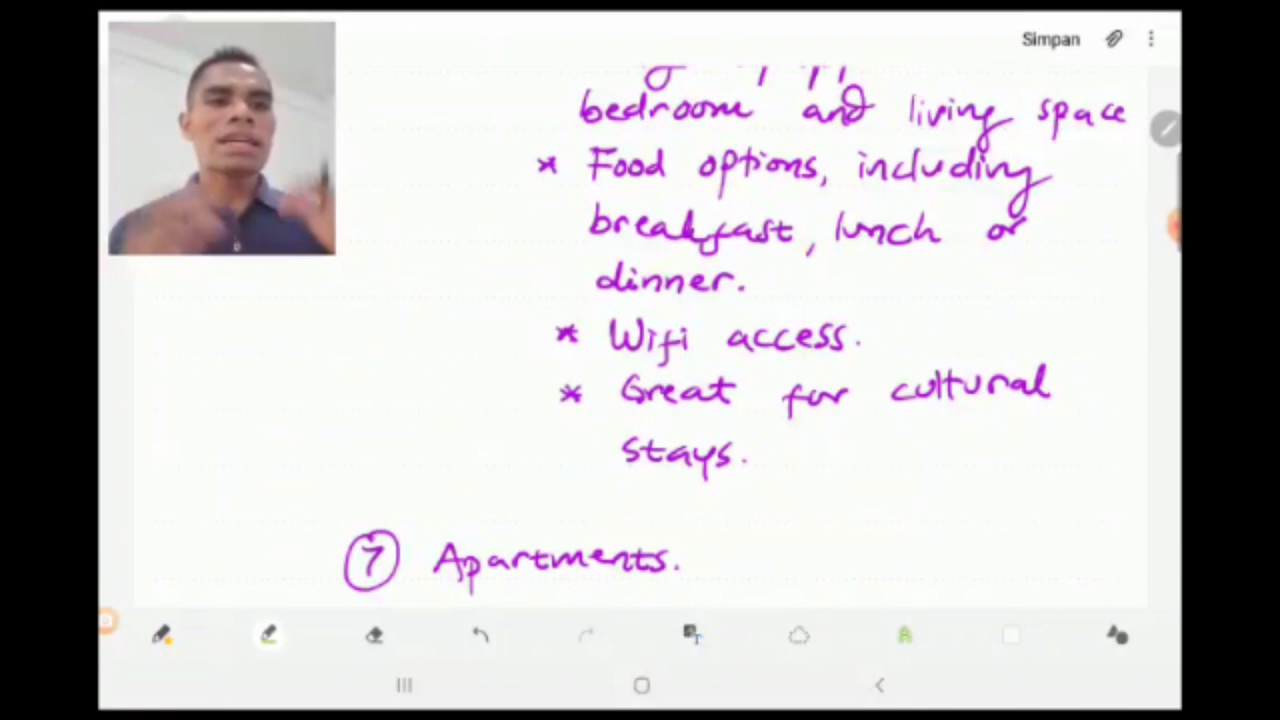 Simpan
bedroom and living space
* Food options, including
breakfast, lunch or
dinner.
* Wifi access.
* Great for cultural
stays.
7 Apartments.